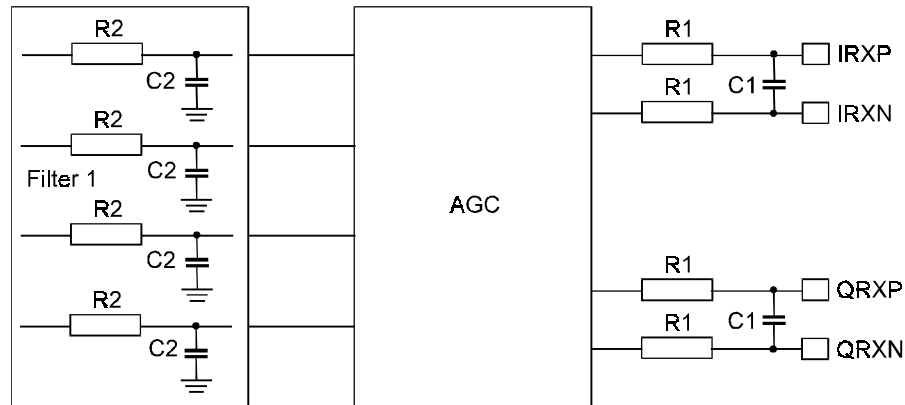 R2
C2
R2
C2
Filter 1
R2
C2
R2
C2
AGC
R1
IRXP
C1
R1
IRXN
R1
QRXP
C1
R1
QRXN